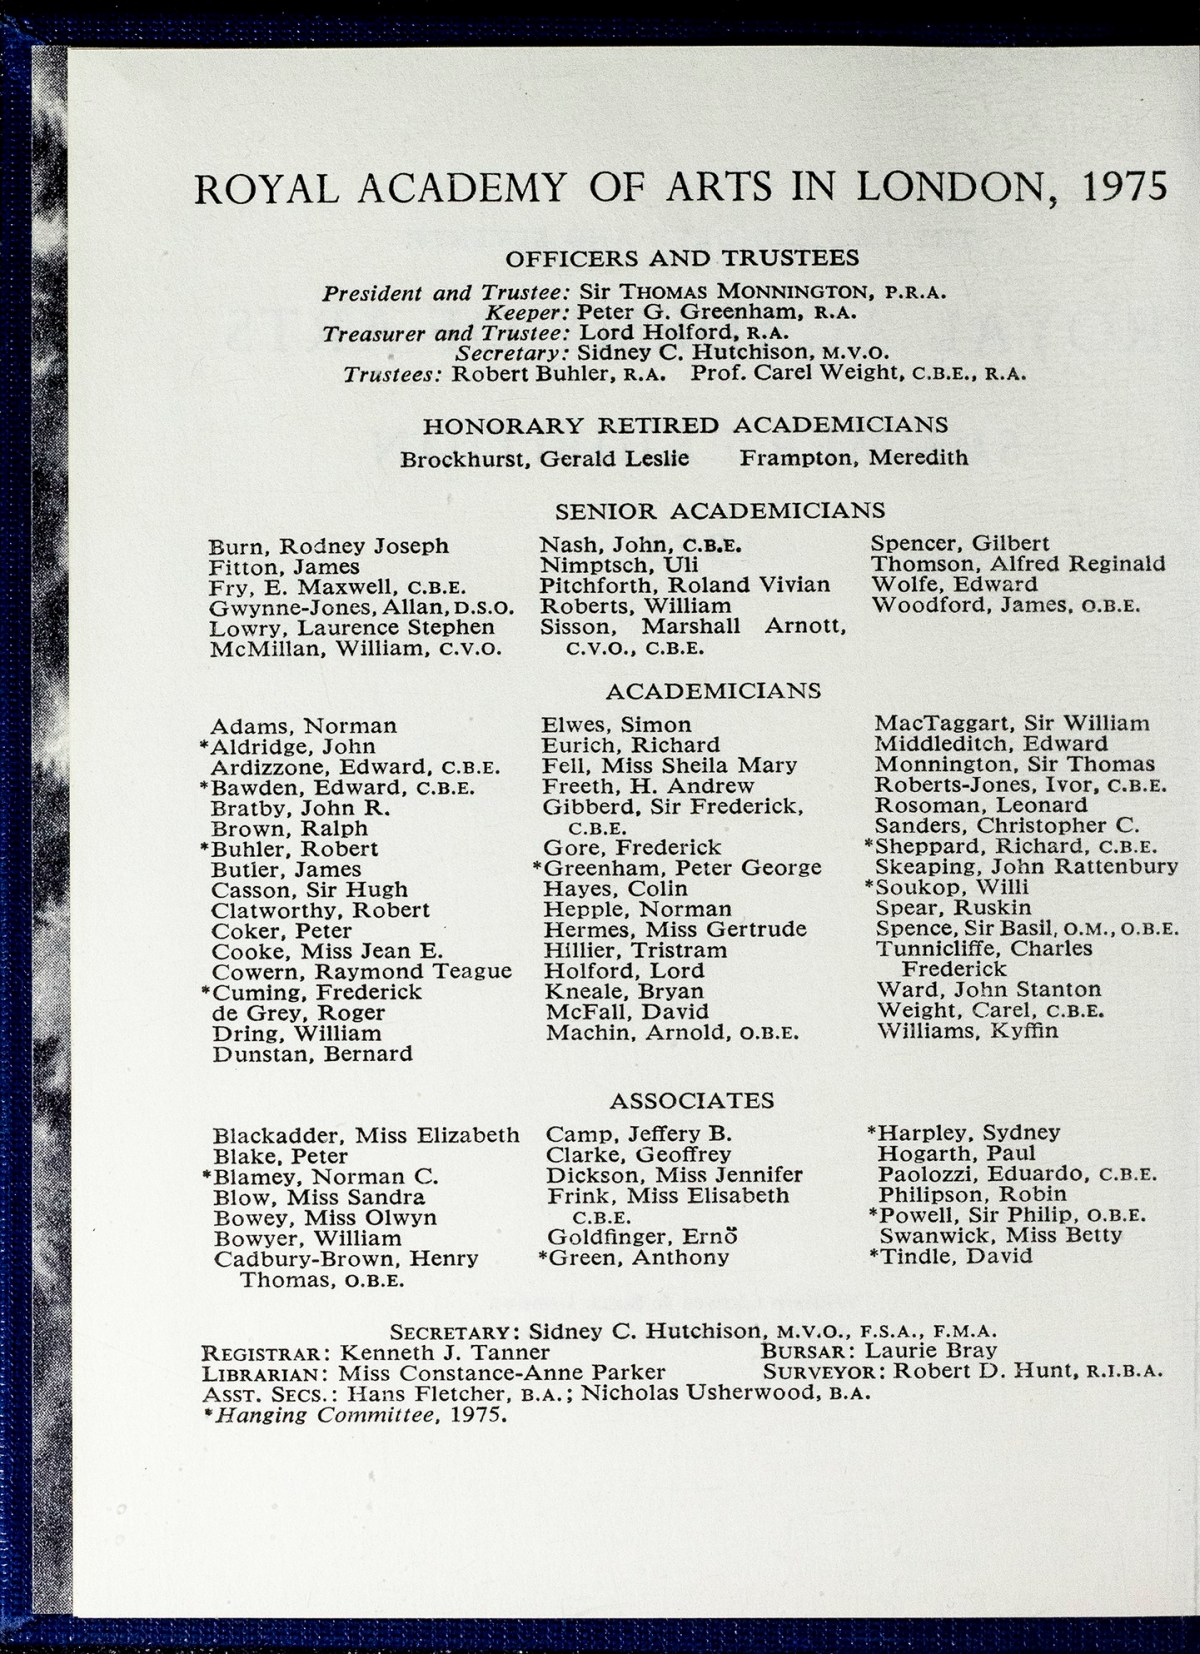 ROYAL ACADEMY OF ARTS IN LONDON, 1975
OFFICERS AND TRUSTEES
President and Trustee: Sir THOMAS MONNINGTON, P.R.A.
Keeper: Peter G. Greenham, R.A.
Treasurer and Trustee: Lord Holford, R.A.
Secretary: Sidney C. Hutchison, M.V.O.
Trustees: Robert Buhler, R.A. Prof. Carel Weight, C.B.E., R.A.
HONORARY RETIRED ACADEMICIANS
Brockhurst, Gerald Leslie Frampton, Meredith
SENIOR ACADEMICIANS
Burn, Rodney Joseph
Fitton, James
Fry, E. Maxwell, C.B.E.
Gwynne-Jones, Allan, D.S.O.
Lowry, Laurence Stephen
McMillan, William, C.V.O.
Nash, John, C.B.E.
Nimptsch, Uli
Pitchforth, Roland Vivian
Roberts, William
Sisson, Marshall Arnott,
C.V.O., C.B.E.
Spencer, Gilbert
Thomson, Alfred Reginald
Wolfe, Edward
Woodford, James, O.B.E.
ACADEMICIANS
Adams, Norman
*Aldridge, John
Ardizzone, Edward, C.B.E.
*Bawden, Edward, C.B.E.
Bratby, John R.
Brown, Ralph
*Buhler, Robert
Butler, James
Casson, Sir Hugh
Clatworthy, Robert
Coker, Peter
Cooke, Miss Jean E.
Cowern, Raymond Teague
*Cuming, Frederick
de Grey, Roger
Dring, William
Dunstan, Bernard
Elwes, Simon
Eurich, Richard
Fell, Miss Sheila Mary
Freeth, H. Andrew
Gibberd, Sir Frederick,
C.B.E.
Gore, Frederick
*Greenham, Peter George
Hayes, Colin
Hepple, Norman
Hermes, Miss Gertrude
Hillier, Tristram
Holford, Lord
Kneale, Bryan
McFall, David
Machin, Arnold, O.B.E.
MacTaggart, Sir William
Middleditch, Edward
Monnington, Sir Thomas
Roberts-Jones, Ivor, C.B.E.
Rosoman, Leonard
Sanders, Christopher C.
*Sheppard, Richard, C.B.E.
Skeaping, John Rattenbury
*Soukop, Willi
Spear, Ruskin
Spence, Sir Basil, O.M., O.B.E.
Tunnicliffe, Charles
Frederick
Ward, John Stanton
Weight, Carel, C.B.E.
Williams, Kyffin
ASSOCIATES
Blackadder, Miss Elizabeth
Blake, Peter
*Blamey, Norman C.
Blow, Miss Sandra
Bowey, Miss Olwyn
Bowyer, William
Cadbury-Brown, Henry
Thomas, O.B.E.
Camp, Jeffery B.
Clarke, Geoffrey
Dickson, Miss Jennifer
Frink, Miss Elisabeth
C.B.E.
Goldfinger, Ernő
*Green, Anthony
*Harpley, Sydney
Hogarth, Paul
Paolozzi, Eduardo, C.B.E.
Philipson, Robin
*Powell, Sir Philip, O.B.E.
Swanwick, Miss Betty
*Tindle, David
SECRETARY: Sidney C. Hutchison, M.V.O., F.S.A., F.M.A.
REGISTRAR: Kenneth J. Tanner BURSAR: Laurie Bray
LIBRARIAN: Miss Constance-Anne Parker SURVEYOR: Robert D. Hunt, R.I.B.A.
ASST. SECS.: Hans Fletcher, B.A.; Nicholas Usherwood, B.A.
*Hanging Committee, 1975.